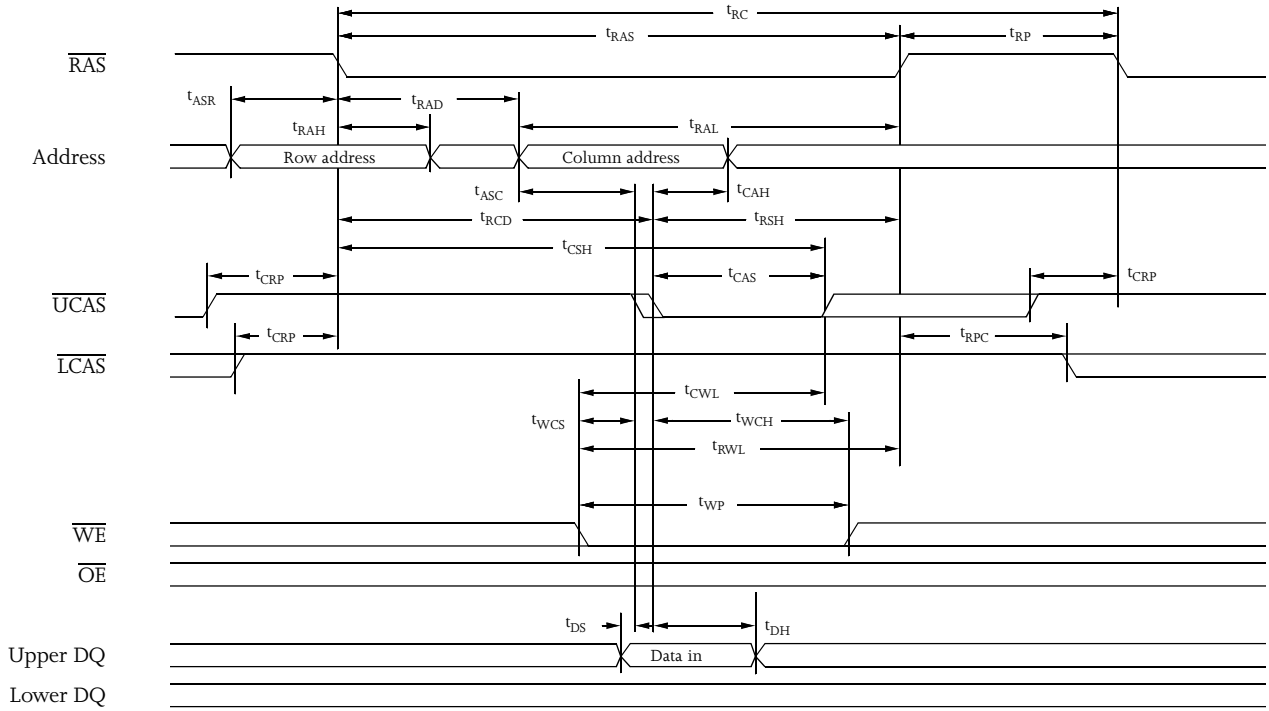 tRC
tRAS
tRP
RAS
tASR
tRAD
tRAH
tRAL
Address
Row address
Column address
tASC
tCAH
tRCD
tRSH
tCSH
tCRP
tCAS
tCRP
UCAS
tCRP
tRPC
LCAS
tCWL
tWCS
tWCH
tRWL
tWP
WE
OE
tDS
tDH
Upper DQ
Data in
Lower DQ